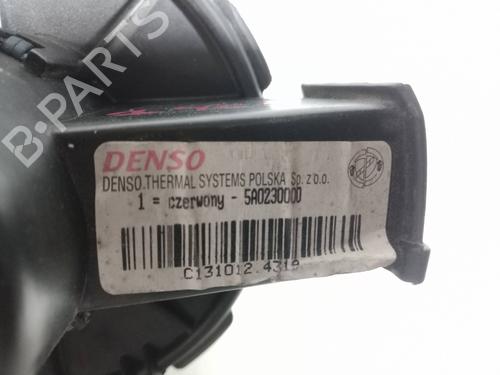 B-PARTS
DENSO
DENSO THERMAL SYSTEMS POLSKA Sp. z o.o.
1 = czerwony - 5A0230000
C131012.4319